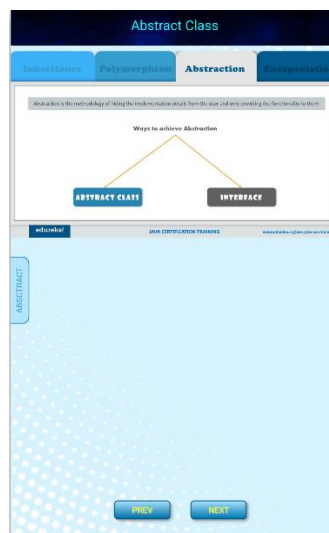 Abstract Class
Inheritance Polymorphism Abstraction Encapsulation
Abstraction is the methodology of hiding the implementation details from the user and only providing the functionality to them
Ways to achieve Abstraction
ABSTRACT CLASS INTERFACE
edureka! JAVA CERTIFICATION TRAINING
ABSCTRACT
PREV NEXT